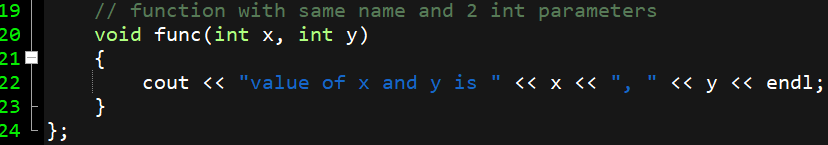 19 // function with same name and 2 int parameters
20 void func(int x, int y)
21 {
22 cout << "value of x and y is " << x << ", " << y << endl;
23 }
24 };